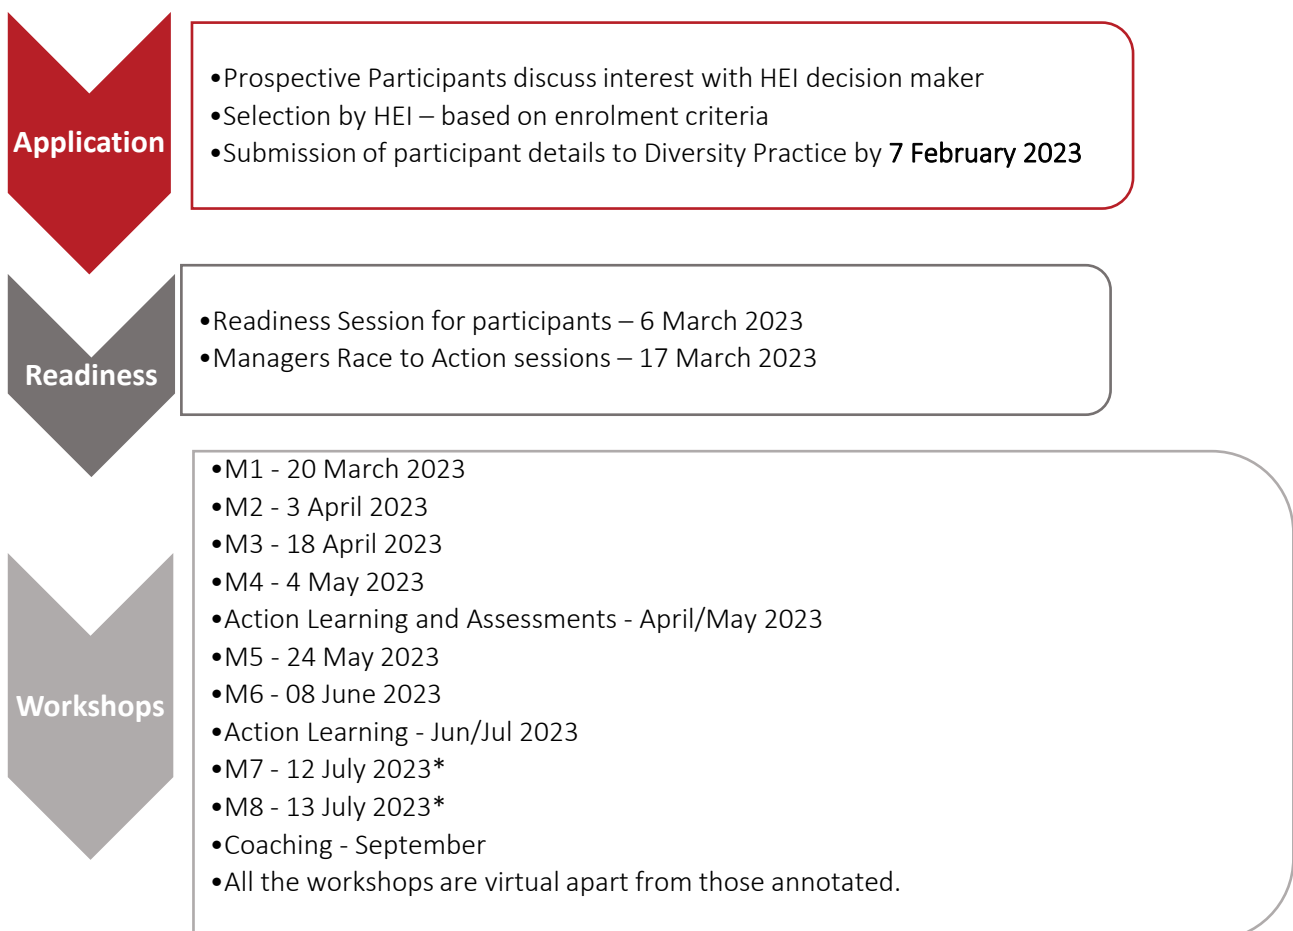 Application
•Prospective Participants discuss interest with HEI decision maker
•Selection by HEI – based on enrolment criteria
•Submission of participant details to Diversity Practice by 7 February 2023
Readiness
•Readiness Session for participants – 6 March 2023
•Managers Race to Action sessions – 17 March 2023
Workshops
•M1 - 20 March 2023
•M2 - 3 April 2023
•M3 - 18 April 2023
•M4 - 4 May 2023
•Action Learning and Assessments - April/May 2023
•M5 - 24 May 2023
•M6 - 08 June 2023
•Action Learning - Jun/Jul 2023
•M7 - 12 July 2023*
•M8 - 13 July 2023*
•Coaching - September
•All the workshops are virtual apart from those annotated.